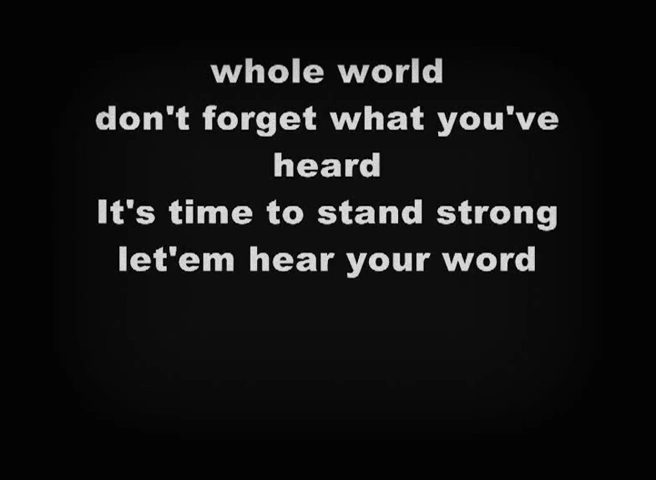 whole world
don't forget what you've
heard
It's time to stand strong
let'em hear your word